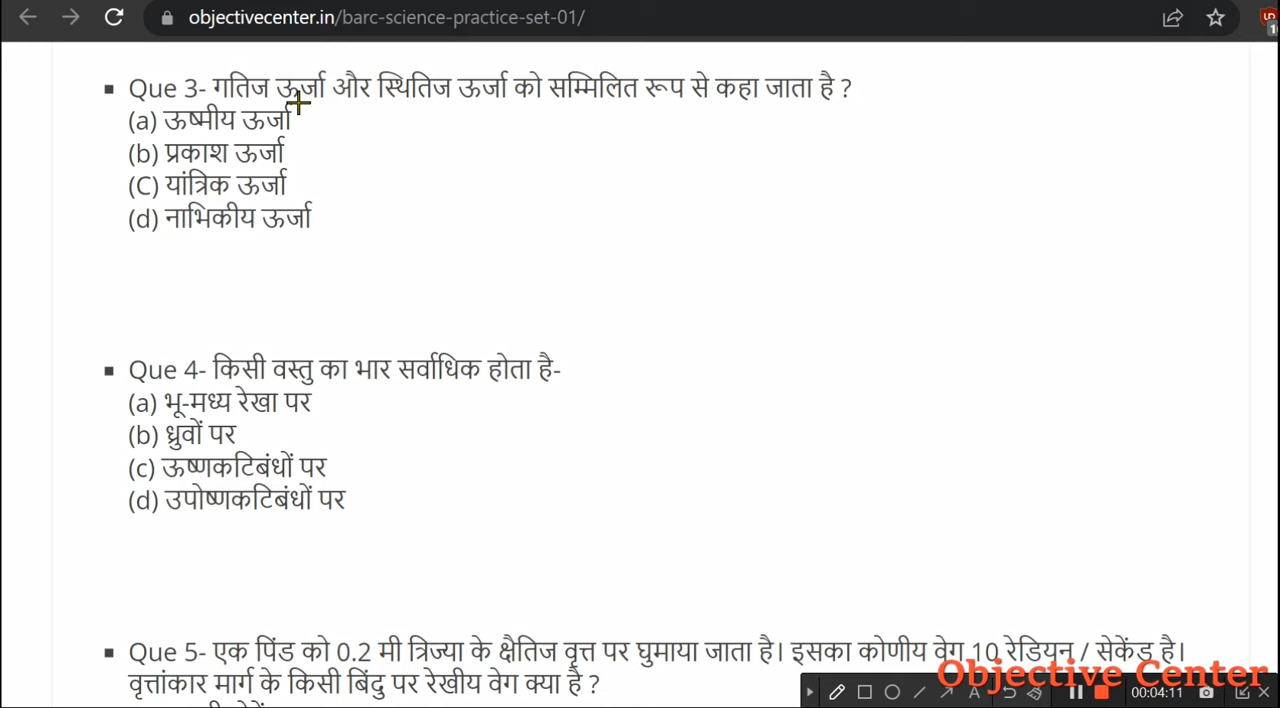 objectivecenter.in/barc-science-practice-set-01/
Que 3- गतिज ऊर्जा और स्थितिज ऊर्जा को सम्मिलित रूप से कहा जाता है ?
(a) ऊष्मीय ऊर्जा
(b) प्रकाश ऊर्जा
(C) यांत्रिक ऊर्जा
(d) नाभिकीय ऊर्जा
Que 4- किसी वस्तु का भार सर्वाधिक होता है-
(a) भू-मध्य रेखा पर
(b) ध्रुवों पर
(c) ऊष्णकटिबंधों पर
(d) उपोष्णकटिबंधों पर
Que 5- एक पिंड को 0.2 मी त्रिज्या के क्षैतिज वृत्त पर घुमाया जाता है। इसका कोणीय वेग 10 रेडियन / सेकेंड है।
वृत्तांकार मार्ग के किसी बिंदु पर रेखीय वेग क्या है ?
Objective Center
00:04:11